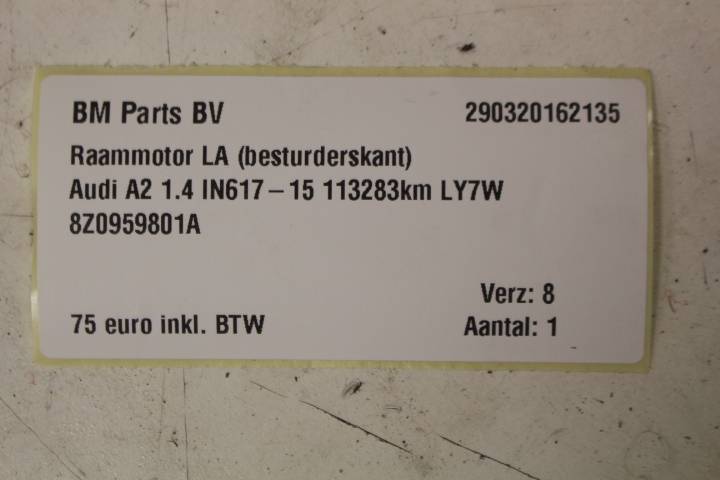 BM Parts BV 290320162135
Raammotor LA (besturderskant)
Audi A2 1.4 IN617-15 113283km LY7W
8Z0959801A
Verz: 8
75 euro inkl. BTW Aantal: 1